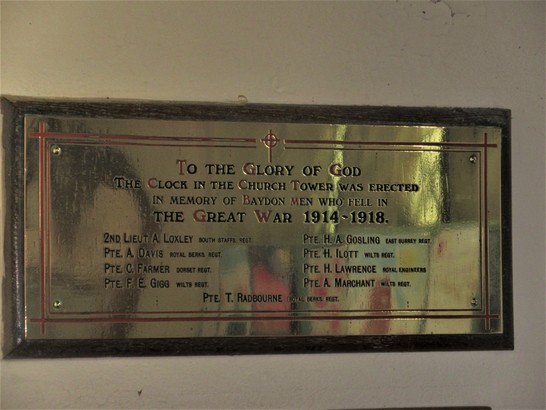 To the Glory of God
The Clock in the Church Tower was erected
in memory of Baydon men who fell in
the Great War 1914~1918.
2nd Lieut A. Loxley South Staffs. Regt.
Pte. A. Davis Royal Berks. Regt.
Pte. C. Farmer Dorset Regt.
Pte. F. E. Gigg Wilts Regt.
Pte. H. A. Gosling East Surrey Regt.
Pte. H. Ilott Wilts Regt.
Pte. H. Lawrence Royal Engineers
Pte. A. Marchant Wilts Regt.
Pte. T. Radbourne Royal Berks. Regt.